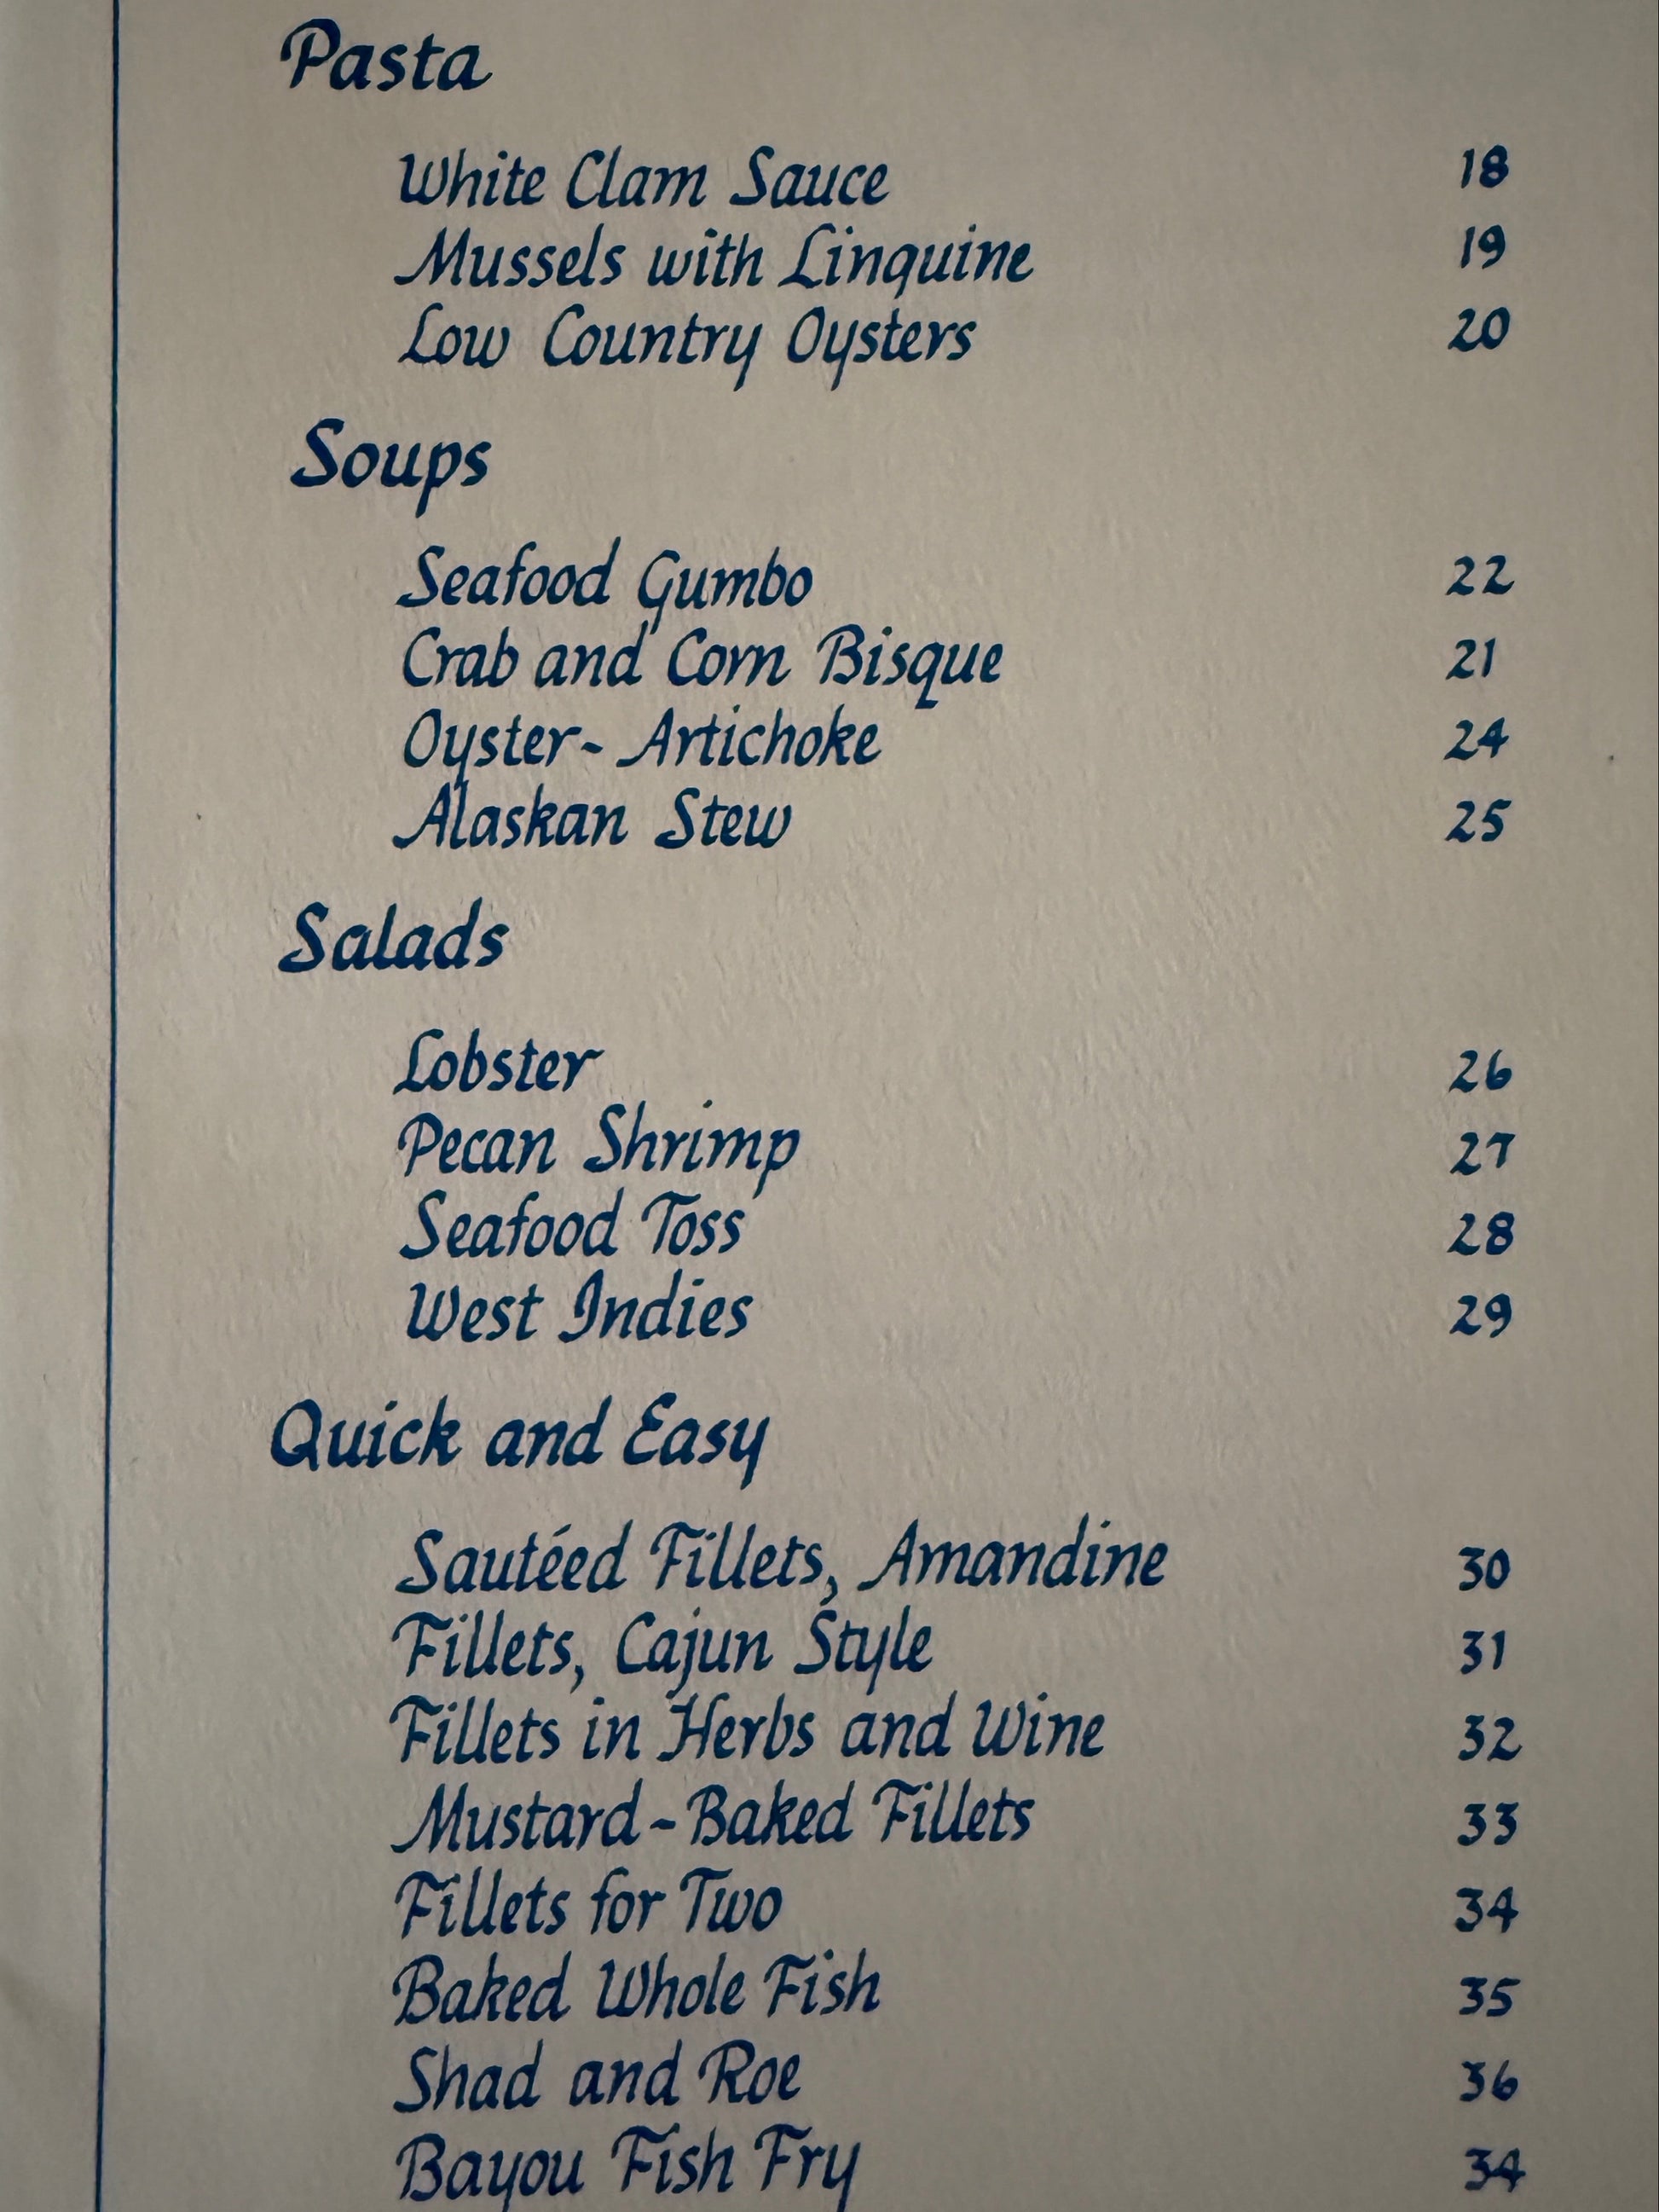 Pasta
White Clam Sauce 18
Mussels with Linquine 19
Low Country Oysters 20
Soups
Seafood Gumbo 22
Crab and Corn Bisque 21
Oyster-Artichoke 24
Alaskan Stew 25
Salads
Lobster 26
Pecan Shrimp 27
Seafood Toss 28
West Indies 29
Quick and Easy
Sautéed Fillets, Amandine 30
Fillets, Cajun Style 31
Fillets in Herbs and Wine 32
Mustard-Baked Fillets 33
Fillets for Two 34
Baked Whole Fish 35
Shad and Roe 36
Bayou Fish Fry 34